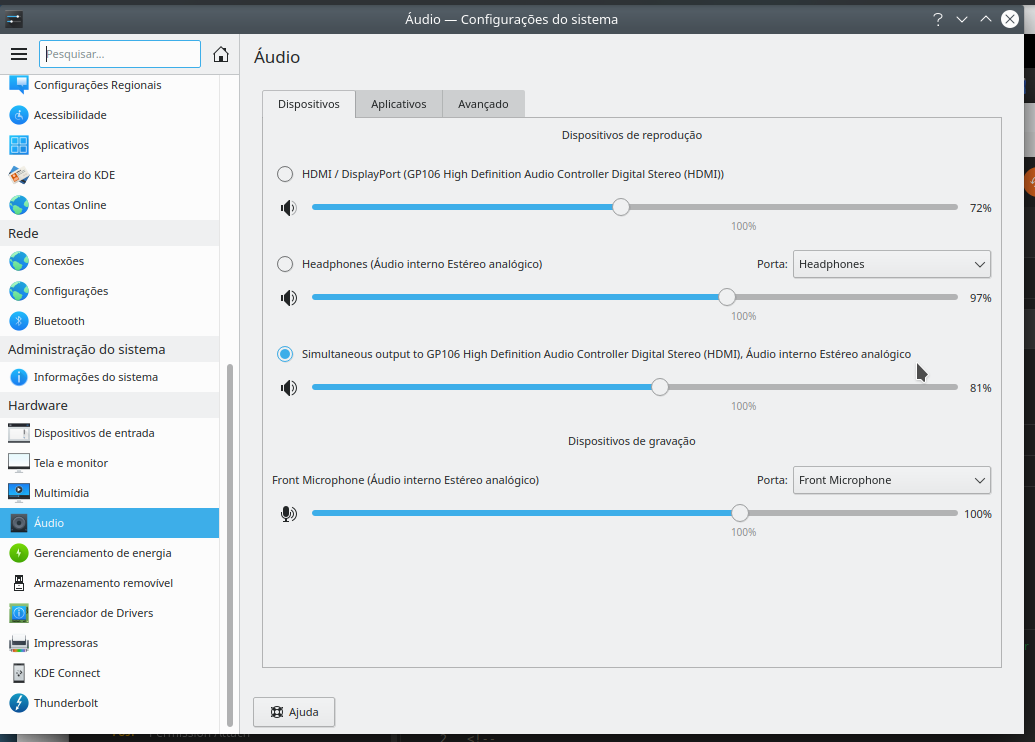 Áudio — Configurações do sistema
Pesquisar...
Configurações Regionais
Acessibilidade
Aplicativos
Carteira do KDE
Contas Online
Rede
Conexões
Configurações
Bluetooth
Administração do sistema
Informações do sistema
Hardware
Dispositivos de entrada
Tela e monitor
Multimídia
Áudio
Gerenciamento de energia
Armazenamento removível
Gerenciador de Drivers
Impressoras
KDE Connect
Thunderbolt
Áudio
Dispositivos Aplicativos Avançado
Dispositivos de reprodução
HDMI / DisplayPort (GP106 High Definition Audio Controller Digital Stereo (HDMI))
72%
100%
Headphones (Áudio interno Estéreo analógico) Porta: Headphones
97%
100%
Simultaneous output to GP106 High Definition Audio Controller Digital Stereo (HDMI), Áudio interno Estéreo analógico
81%
100%
Dispositivos de gravação
Front Microphone (Áudio interno Estéreo analógico) Porta: Front Microphone
100%
100%
Ajuda